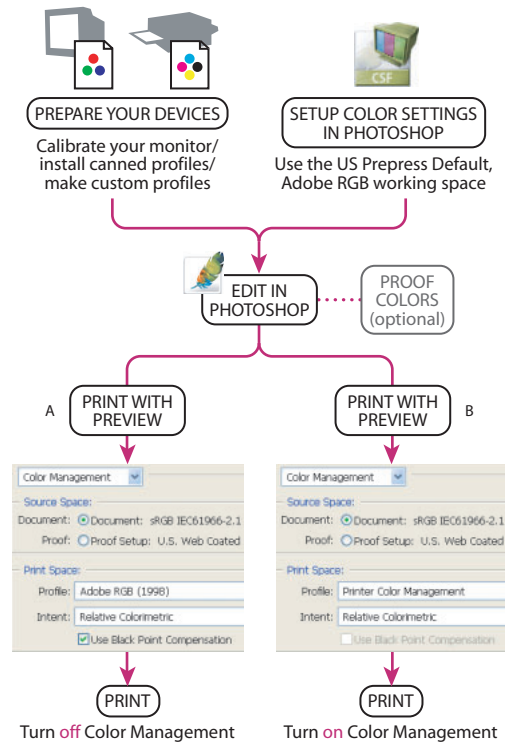 CSF
PREPARE YOUR DEVICES
Calibrate your monitor/
install canned profiles/
make custom profiles
SETUP COLOR SETTINGS
IN PHOTOSHOP
Use the US Prepress Default,
Adobe RGB working space
EDIT IN
PHOTOSHOP
PROOF
COLORS
(optional)
A
PRINT WITH
PREVIEW
PRINT WITH
PREVIEW
B
Color Management
Source Space:
Document: Document: sRGB IEC61966-2.1
Proof: Proof Setup: U.S. Web Coated
Print Space:
Profile: Adobe RGB (1998)
Intent: Relative Colorimetric
Use Black Point Compensation
Color Management
Source Space:
Document: Document: sRGB IEC61966-2.1
Proof: Proof Setup: U.S. Web Coated
Print Space:
Profile: Printer Color Management
Intent: Relative Colorimetric
Use Black Point Compensation
PRINT
Turn off Color Management
PRINT
Turn on Color Management